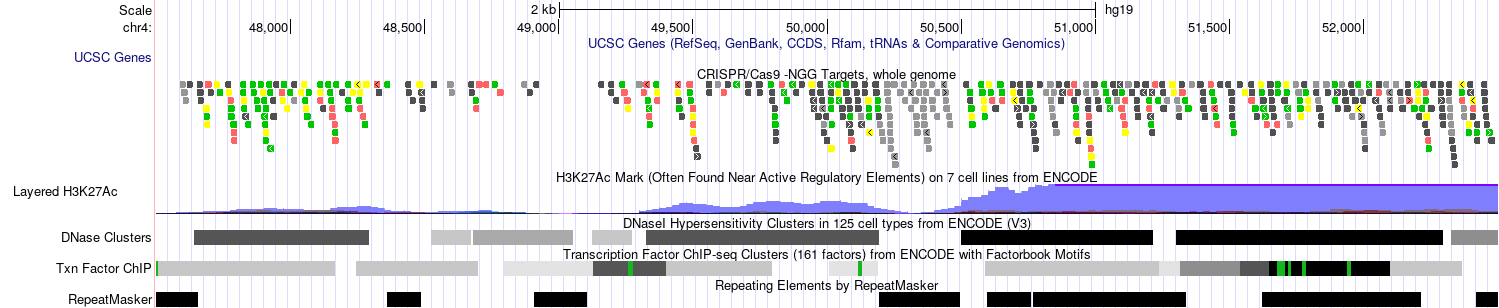 Scale 2 kb hg19
chr4: 48,000 48,500 49,000 49,500 50,000 50,500 51,000 51,500 52,000
UCSC Genes (RefSeq, GenBank, CCDS, Rfam, tRNAs & Comparative Genomics)
UCSC Genes
CRISPR/Cas9 -NGG Targets, whole genome
H3K27Ac Mark (Often Found Near Active Regulatory Elements) on 7 cell lines from ENCODE
Layered H3K27Ac
DNaseI Hypersensitivity Clusters in 125 cell types from ENCODE (V3)
DNase Clusters
Transcription Factor ChIP-seq Clusters (161 factors) from ENCODE with Factorbook Motifs
Txn Factor ChIP
Repeating Elements by RepeatMasker
RepeatMasker